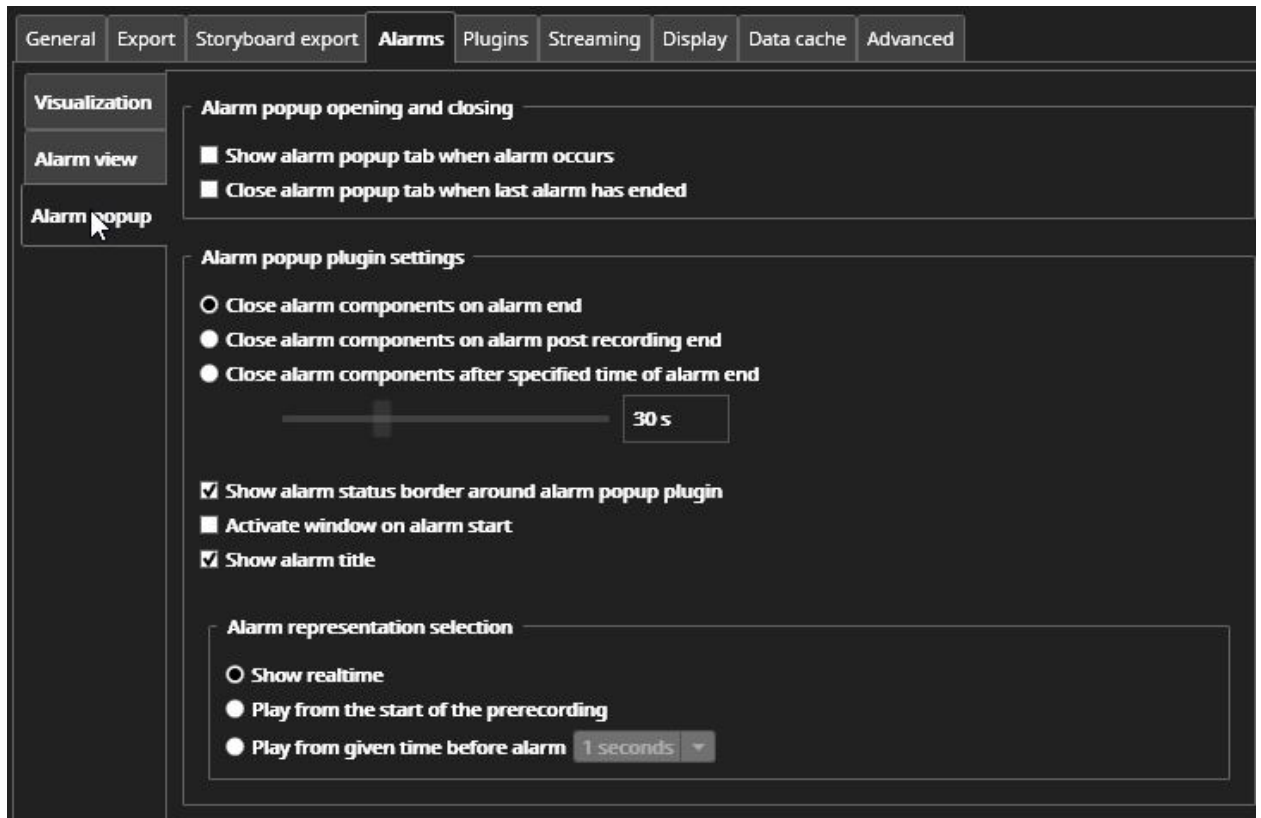 General Export Storyboard export Alarms Plugins Streaming Display Data cache Advanced
Visualization
Alarm view
Alarm popup
Alarm popup opening and closing
Show alarm popup tab when alarm occurs
Close alarm popup tab when last alarm has ended
Alarm popup plugin settings
Close alarm components on alarm end
Close alarm components on alarm post recording end
Close alarm components after specified time of alarm end
30 s
Show alarm status border around alarm popup plugin
Activate window on alarm start
Show alarm title
Alarm representation selection
Show realtime
Play from the start of the prerecording
Play from given time before alarm 1 seconds